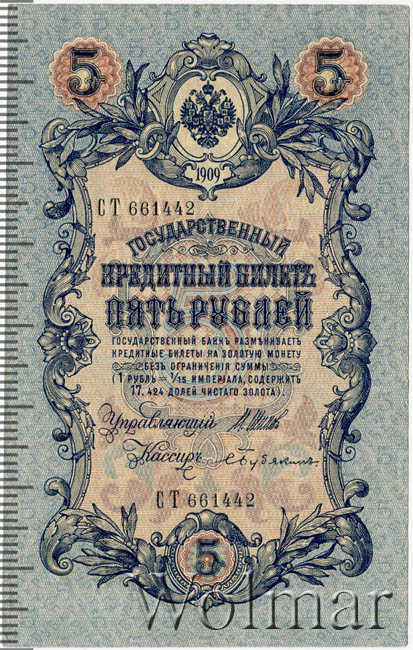 5 5
1909
СТ 661442
ГОСУДАРСТВЕННЫЙ
КРЕДИТНЫЙ БИЛЕТЪ
ПЯТЬ РУБЛЕЙ
ГОСУДАРСТВЕННЫЙ БАНКЪ РАЗМѢНИВАЕТЪ
КРЕДИТНЫЕ БИЛЕТЫ НА ЗОЛОТУЮ МОНЕТУ
БЕЗЪ ОГРАНИЧЕНІЯ СУММЫ
(1 РУБЛЬ = 1/15 ИМПЕРІАЛА, СОДЕРЖИТЪ
17,424 ДОЛЕЙ ЧИСТАГО ЗОЛОТА).
Управляющій
Кассиръ
СТ 661442
5
Wolmar